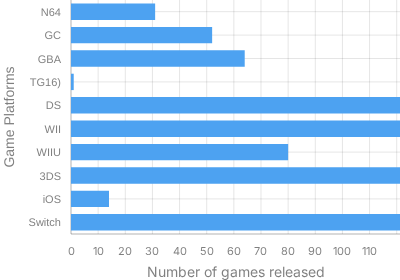 Game Platforms
N64
GC
GBA
TG16)
DS
WII
WIIU
3DS
iOS
Switch
0 10 20 30 40 50 60 70 80 90 100 110
Number of games released